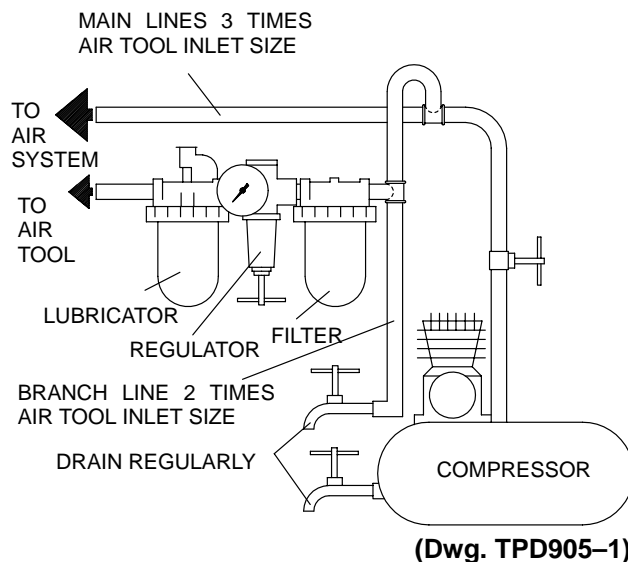 MAIN LINES 3 TIMES
AIR TOOL INLET SIZE
TO
AIR
SYSTEM
TO
AIR
TOOL
LUBRICATOR
REGULATOR
FILTER
BRANCH LINE 2 TIMES
AIR TOOL INLET SIZE
DRAIN REGULARLY
COMPRESSOR
(Dwg. TPD905–1)